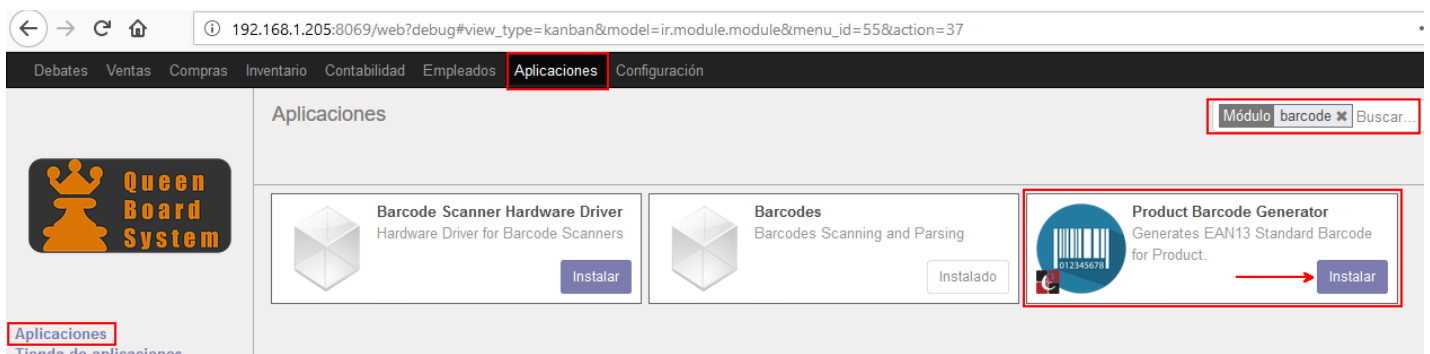 192.168.1.205:8069/web?debug#view_type=kanban&model=ir.module.module&menu_id=55&action=37
Debates Ventas Compras Inventario Contabilidad Empleados Aplicaciones Configuración
Aplicaciones
Módulo barcode ✖ Buscar...
Queen
Board
System
Barcode Scanner Hardware Driver
Hardware Driver for Barcode Scanners
Instalar
Barcodes
Barcodes Scanning and Parsing
Instalado
012345678
Product Barcode Generator
Generates EAN13 Standard Barcode
for Product.
Instalar
Aplicaciones
Tienda de aplicaciones